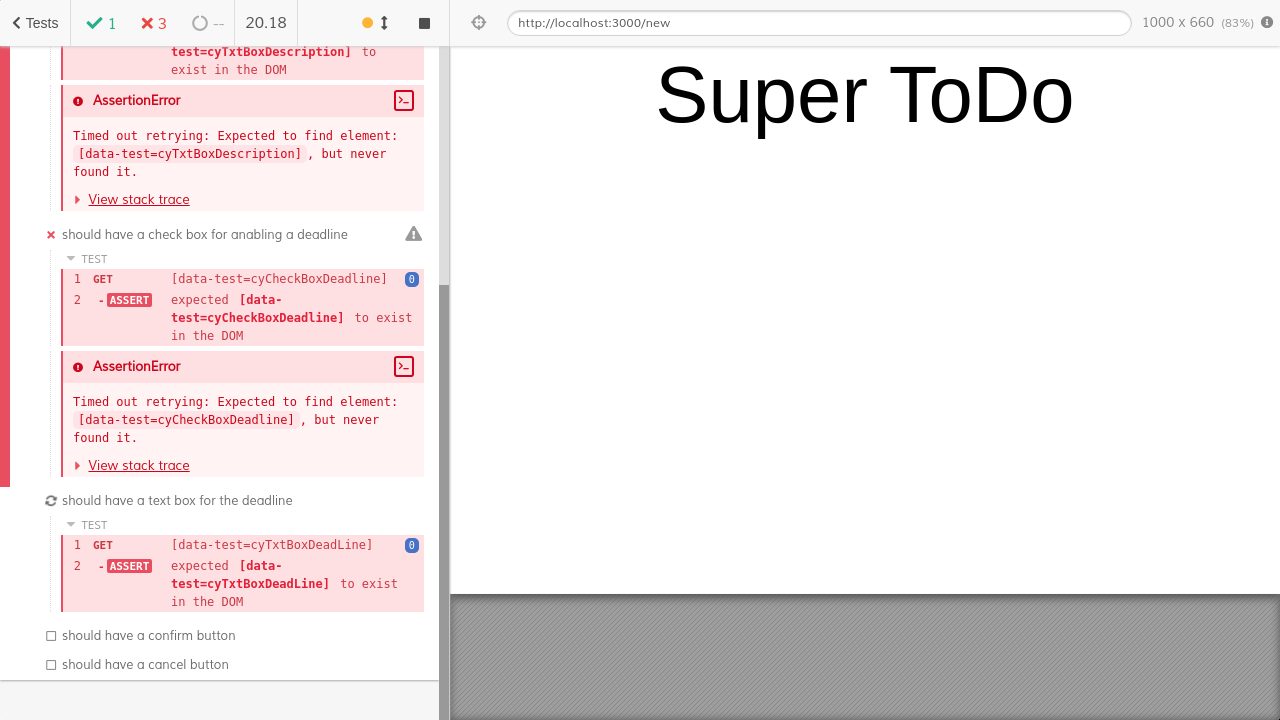 Tests
1
3
--
20.18
http://localhost:3000/new
1000 x 660 (83%)
test=cyTxtBoxDescription] to
exist in the DOM
AssertionError
Timed out retrying: Expected to find element:
[data-test=cyTxtBoxDescription], but never
found it.
View stack trace
should have a check box for anabling a deadline
TEST
1 GET [data-test=cyCheckBoxDeadline] 0
2 -ASSERT expected [data-
test=cyCheckBoxDeadline] to exist
in the DOM
AssertionError
Timed out retrying: Expected to find element:
[data-test=cyCheckBoxDeadline], but never
found it.
View stack trace
should have a text box for the deadline
TEST
1 GET [data-test=cyTxtBoxDeadLine] 0
2 -ASSERT expected [data-
test=cyTxtBoxDeadLine] to exist
in the DOM
should have a confirm button
should have a cancel button
Super ToDo